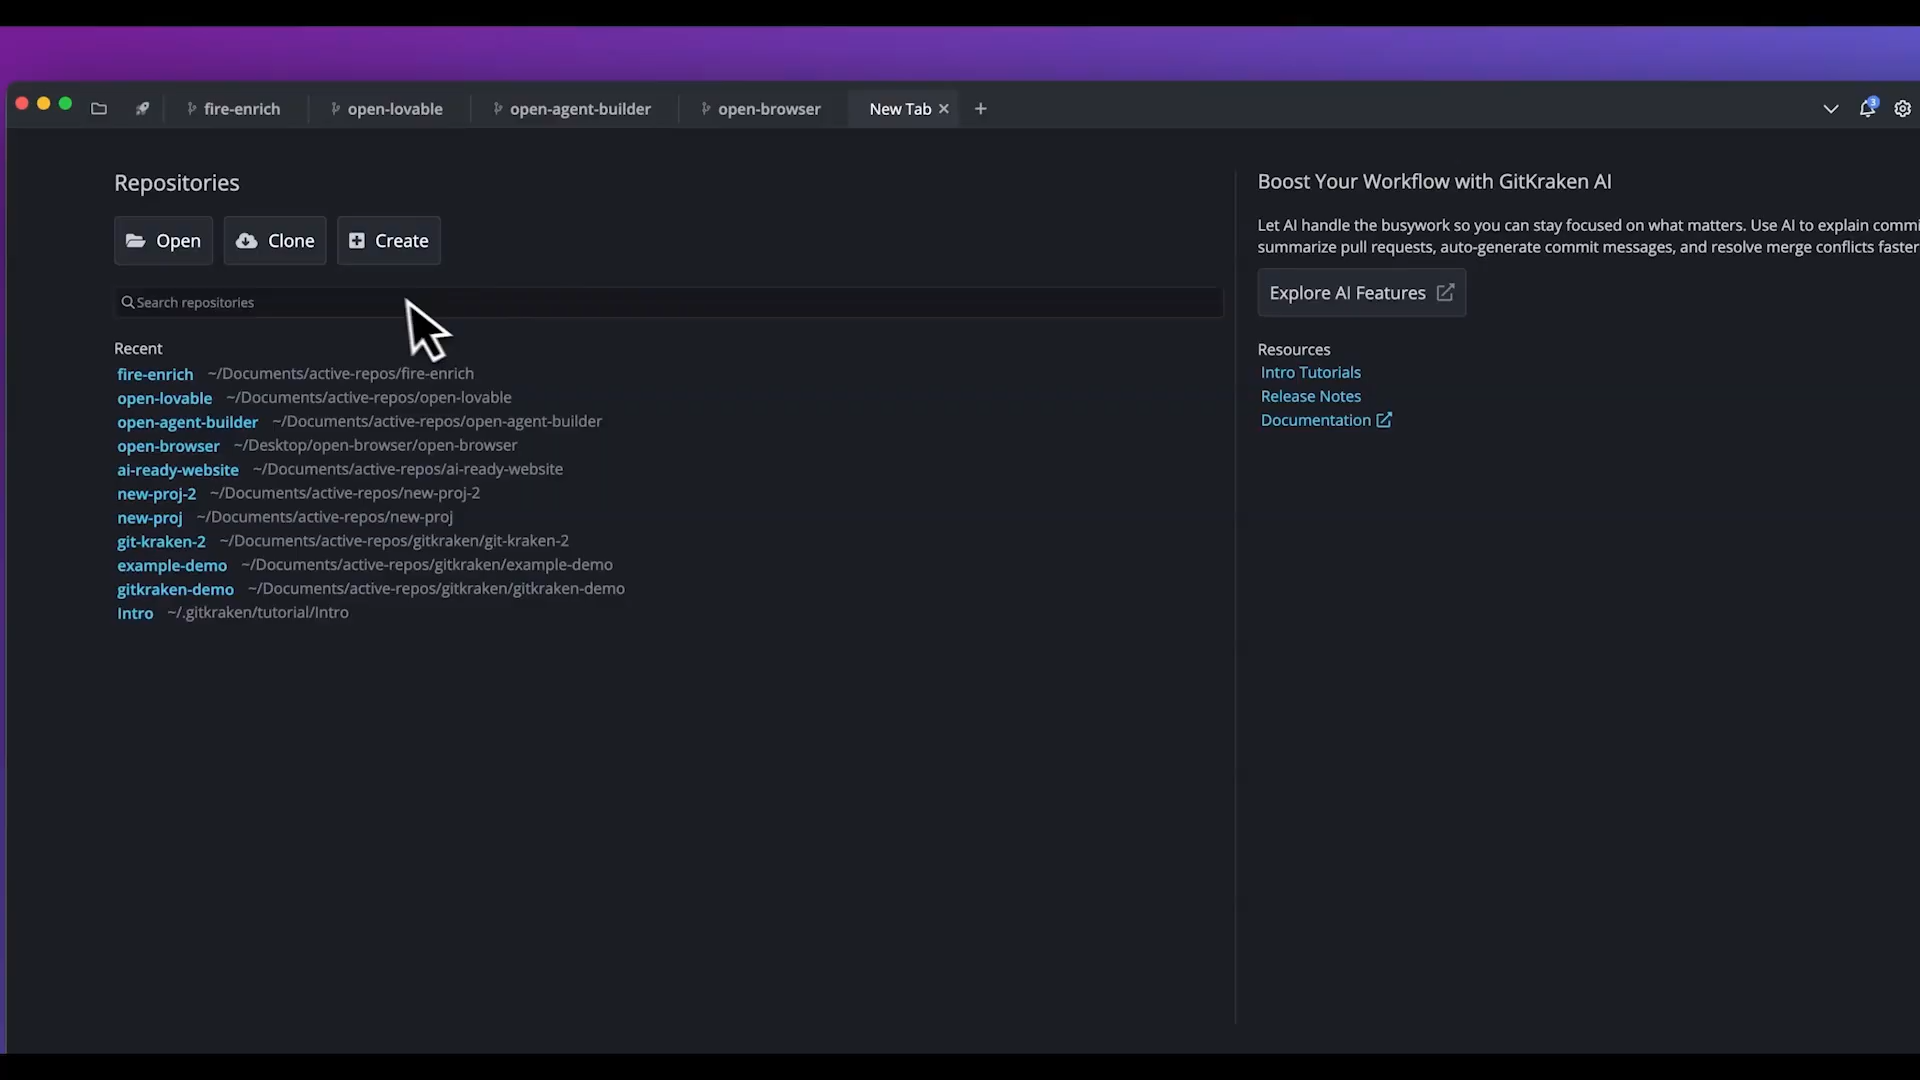 fire-enrich
open-lovable
open-agent-builder
open-browser
New Tab
3
Repositories
Open
Clone
Create
Search repositories
Recent
fire-enrich ~/Documents/active-repos/fire-enrich
open-lovable ~/Documents/active-repos/open-lovable
open-agent-builder ~/Documents/active-repos/open-agent-builder
open-browser ~/Desktop/open-browser/open-browser
ai-ready-website ~/Documents/active-repos/ai-ready-website
new-proj-2 ~/Documents/active-repos/new-proj-2
new-proj ~/Documents/active-repos/new-proj
git-kraken-2 ~/Documents/active-repos/gitkraken/git-kraken-2
example-demo ~/Documents/active-repos/gitkraken/example-demo
gitkraken-demo ~/Documents/active-repos/gitkraken/gitkraken-demo
Intro ~/.gitkraken/tutorial/Intro
Boost Your Workflow with GitKraken AI
Let AI handle the busywork so you can stay focused on what matters. Use AI to explain commi
summarize pull requests, auto-generate commit messages, and resolve merge conflicts faster
Explore AI Features
Resources
Intro Tutorials
Release Notes
Documentation